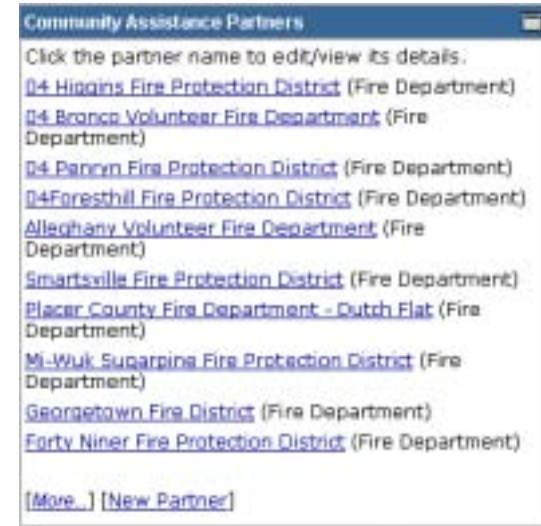 Community Assistance Partners
Click the partner name to edit/view its details.
04 Higgins Fire Protection District (Fire Department)
04 Bronco Volunteer Fire Department (Fire
Department)
04 Penryn Fire Protection District (Fire Department)
04Foresthill Fire Protection District (Fire Department)
Alleghany Volunteer Fire Department (Fire
Department)
Smartsville Fire Protection District (Fire Department)
Placer County Fire Department - Dutch Flat (Fire
Department)
Mi-Wuk Sugarpine Fire Protection District (Fire
Department)
Georgetown Fire District (Fire Department)
Forty Niner Fire Protection District (Fire Department)
[More..] [New Partner]